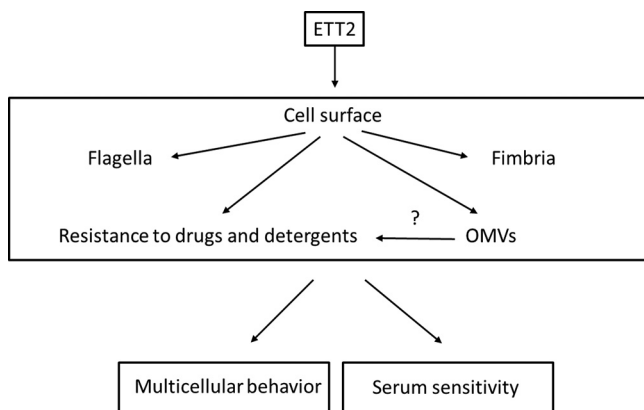 ETT2
Cell surface
Flagella
Fimbria
?
Resistance to drugs and detergents
OMVs
Multicellular behavior
Serum sensitivity